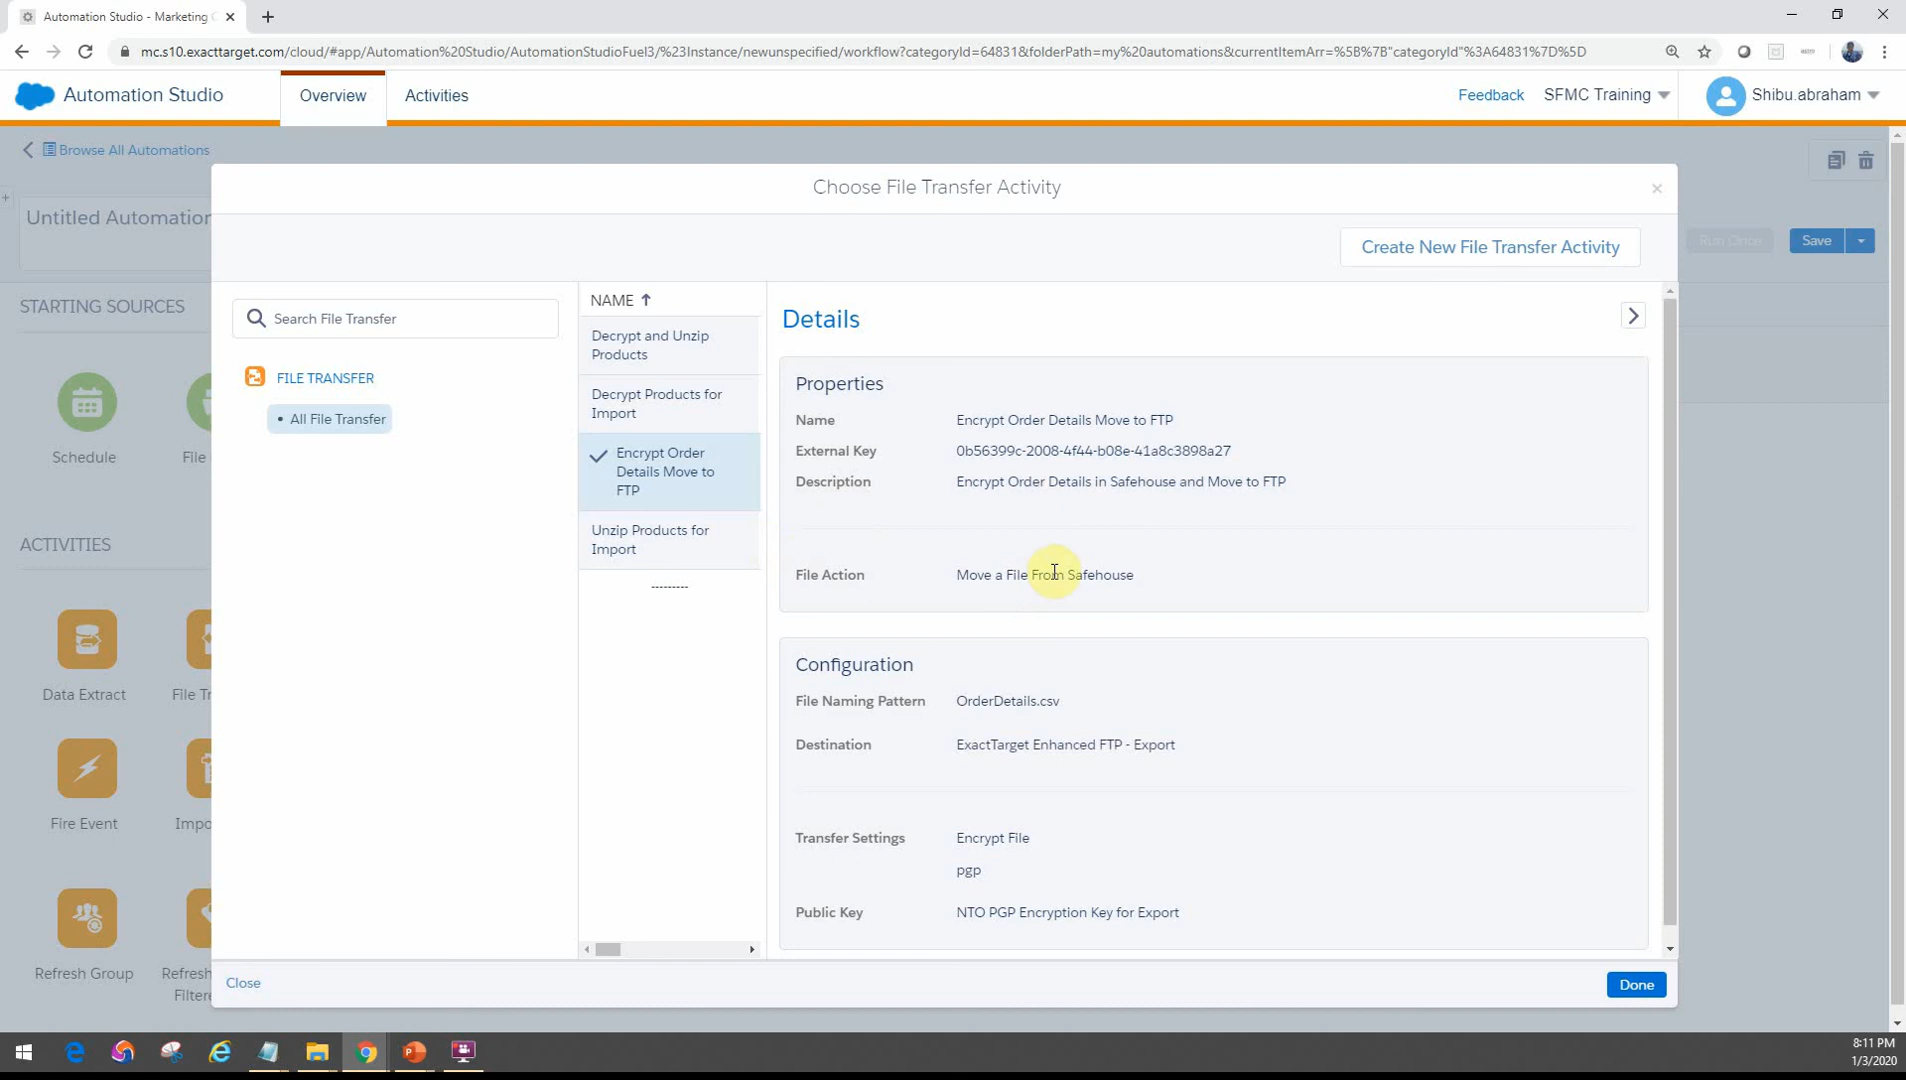 Automation Studio - Marketing C
mc.s10.exacttarget.com/cloud/#app/Automation%20Studio/AutomationStudioFuel3/%23Instance/newunspecified/workflow?categoryId=64831&folderPath=my%20automations&currentItemArr=%5B%7B"categoryId"%3A64831%7D%5D
Automation Studio
Overview
Activities
Feedback
SFMC Training
Shibu.abraham
Browse All Automations
Choose File Transfer Activity
Untitled Automation
Create New File Transfer Activity
Run Once
Save
STARTING SOURCES
Search File Transfer
NAME
Details
FILE TRANSFER
All File Transfer
Decrypt and Unzip
Products
Decrypt Products for
Import
Encrypt Order
Details Move to
FTP
Unzip Products for
Import
---------
Properties
Name Encrypt Order Details Move to FTP
External Key 0b56399c-2008-4f44-b08e-41a8c3898a27
Description Encrypt Order Details in Safehouse and Move to FTP
File Action Move a File From Safehouse
Configuration
File Naming Pattern OrderDetails.csv
Destination ExactTarget Enhanced FTP - Export
Transfer Settings Encrypt File
pgp
Public Key NTO PGP Encryption Key for Export
Schedule
File
ACTIVITIES
Data Extract
File Tr
Fire Event
Impo
Refresh Group
Refresh
Filter
Close
Done
8:11 PM
1/3/2020